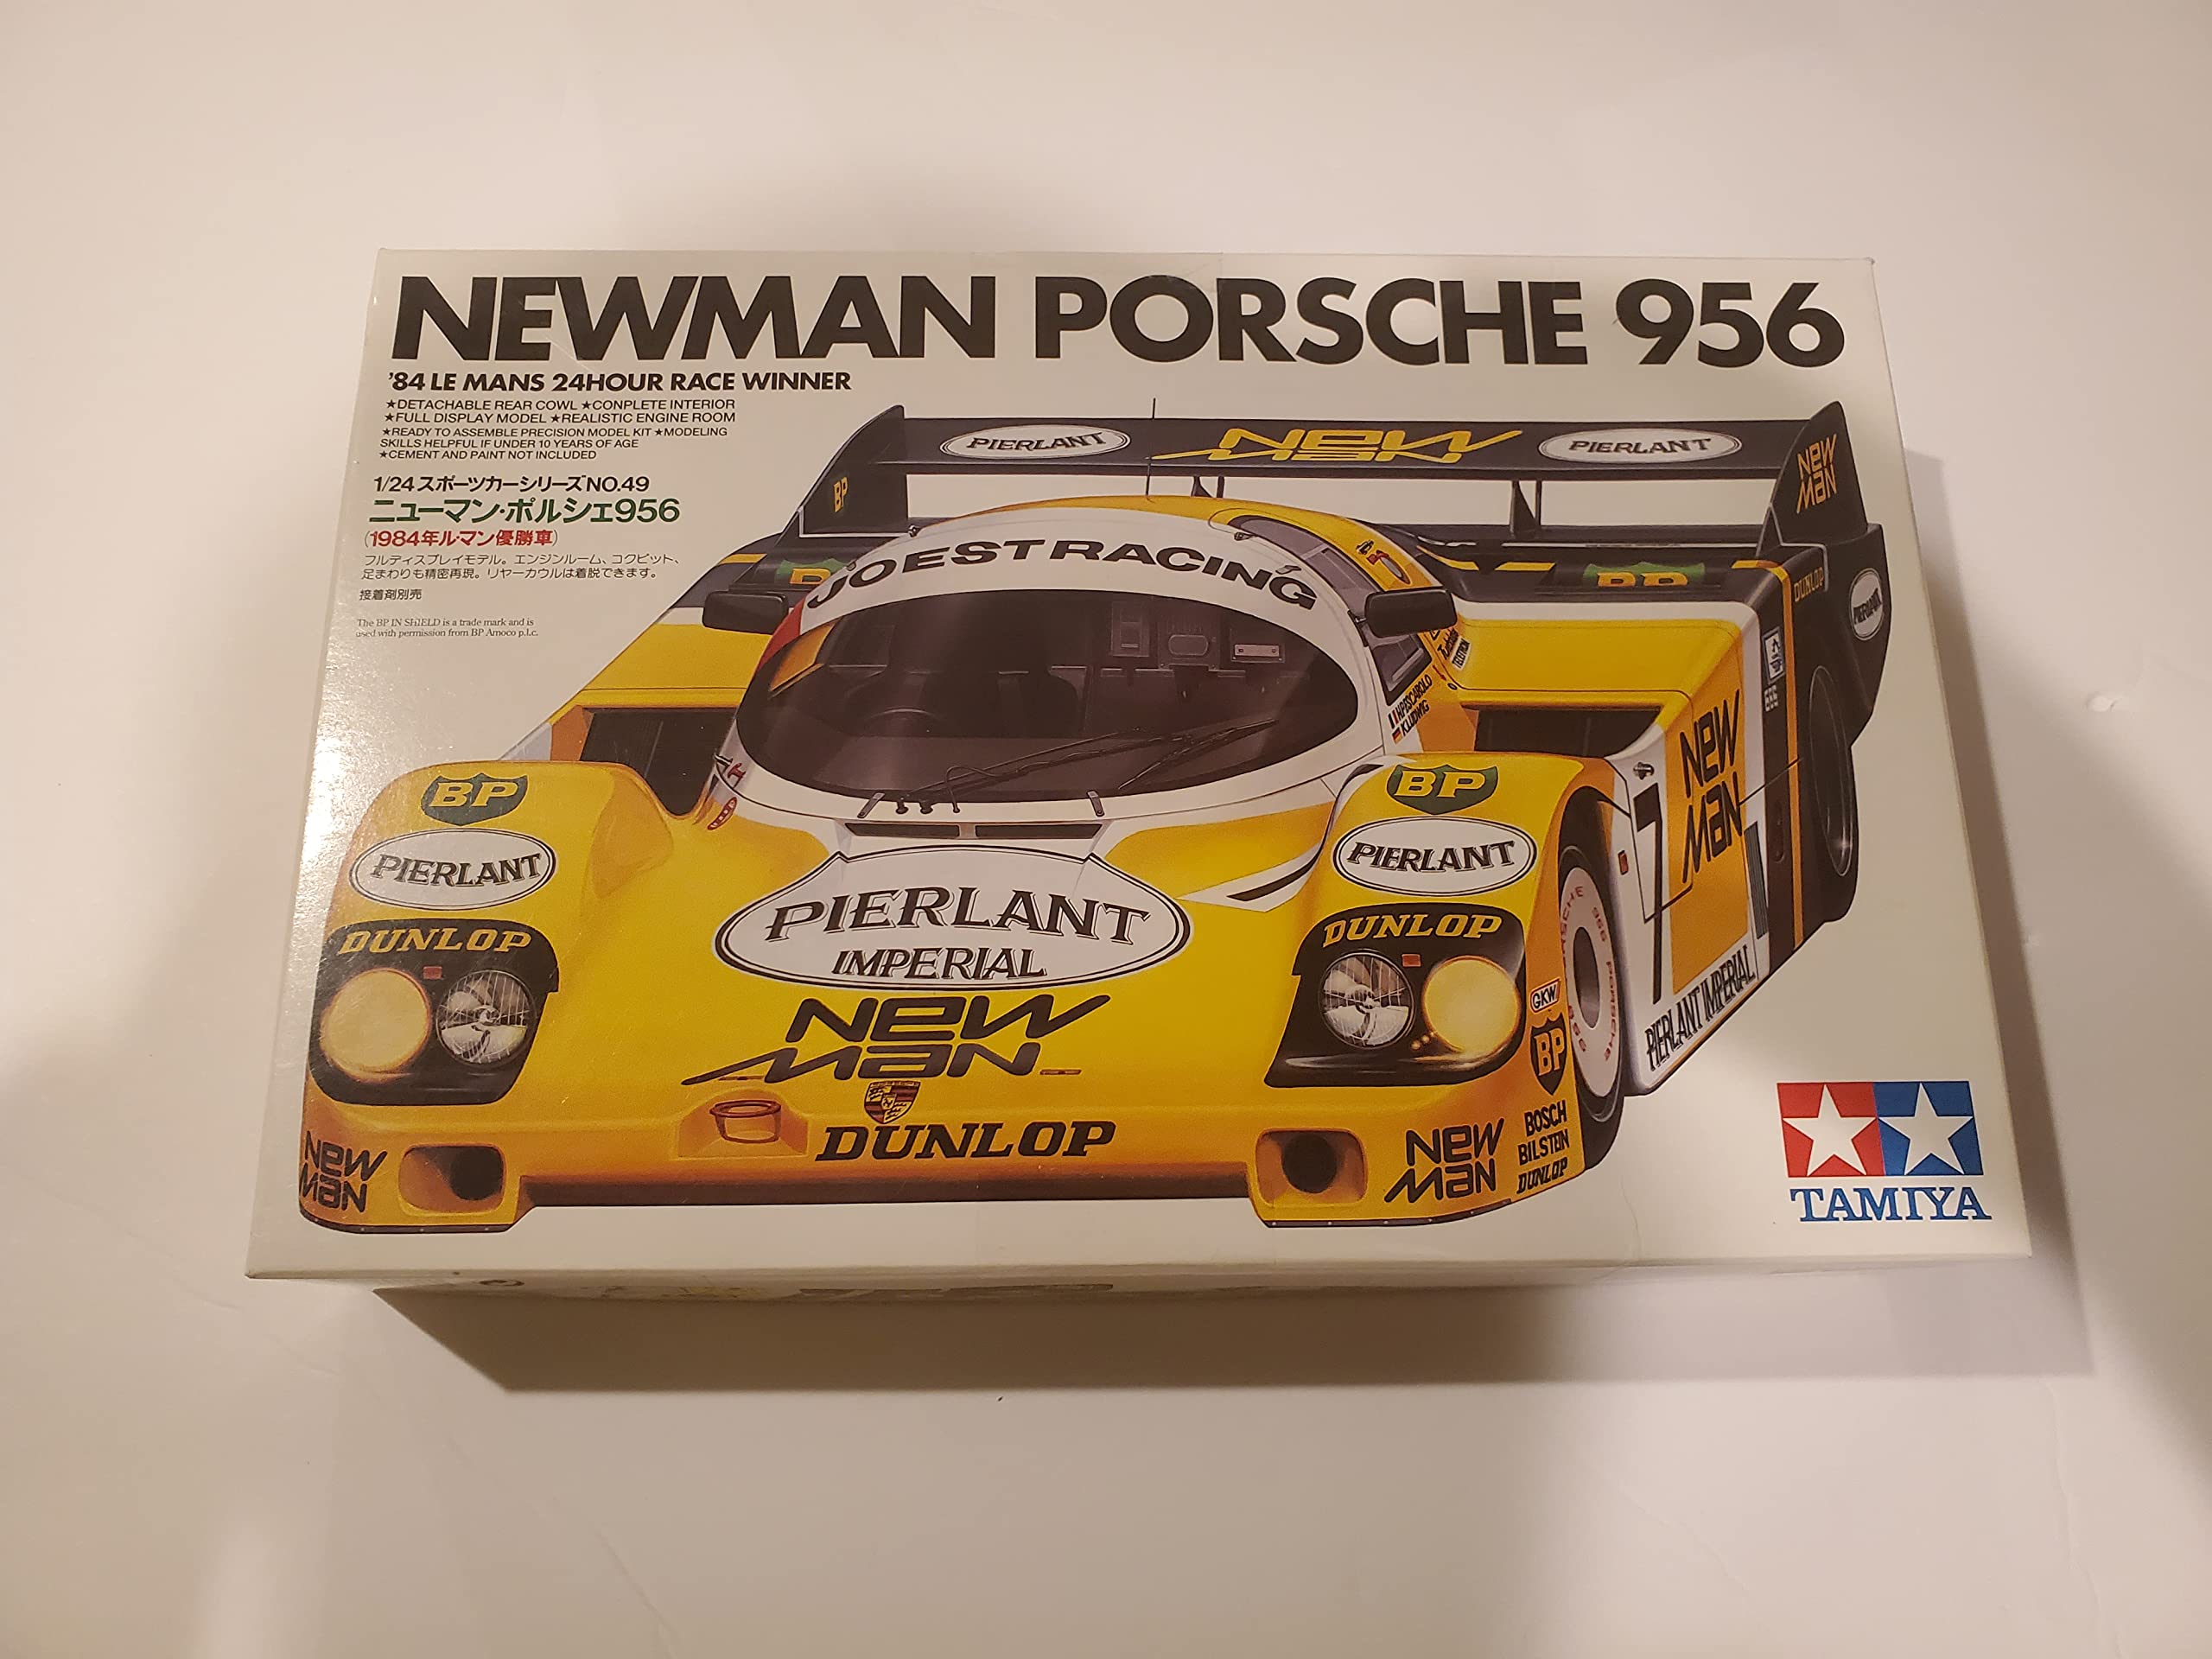 NEWMAN PORSCHE 956
'84 LE MANS 24HOUR RACE WINNER
★DETACHABLE REAR COWL ★CONPLETE INTERIOR
★FULL DISPLAY MODEL ★REALISTIC ENGINE ROOM
★READY TO ASSEMBLE PRECISION MODEL KIT ★MODELING
SKILLS HELPFUL IF UNDER 10 YEARS OF AGE
★CEMENT AND PAINT NOT INCLUDED
1/24 スポーツカーシリーズNO.49
ニューマン・ポルシェ956
(1984年ル・マン優勝車)
フルディスプレイモデル。エンジンルーム、コクピット、
足まわりも精密再現。リヤーカウルは着脱できます。
接着剤別売
The BP IN ShIELD is a trade mark and is
used with permission from BP Amoco p.l.c.
PIERLANT
NEW
MAN
PIERLANT
NEW
MAN
BP
JOEST RACING
BP
DUNLOP
PIERLANT
H.PESCAROLO
K.LUDWIG
BP
PIERLANT
DUNLOP
BP
PIERLANT
DUNLOP
PIERLANT
IMPERIAL
NEW
MAN
DUNLOP
NEW
MAN
7
NEW
MAN
PIERLANT IMPERIAL
PORSCHE 956 PORSCHE 956
GKW
BP
BOSCH
BILSTEIN
DUNLOP
NEW
MAN
TAMIYA